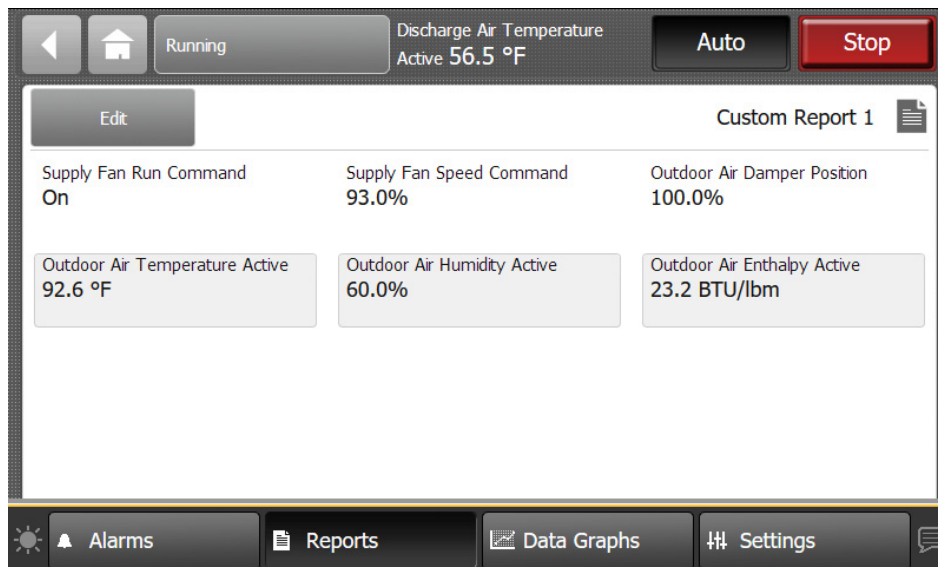 Running
Discharge Air Temperature
Active 56.5 °F
Auto
Stop
Edit
Custom Report 1
Supply Fan Run Command
On
Supply Fan Speed Command
93.0%
Outdoor Air Damper Position
100.0%
Outdoor Air Temperature Active
92.6 °F
Outdoor Air Humidity Active
60.0%
Outdoor Air Enthalpy Active
23.2 BTU/lbm
Alarms
Reports
Data Graphs
Settings